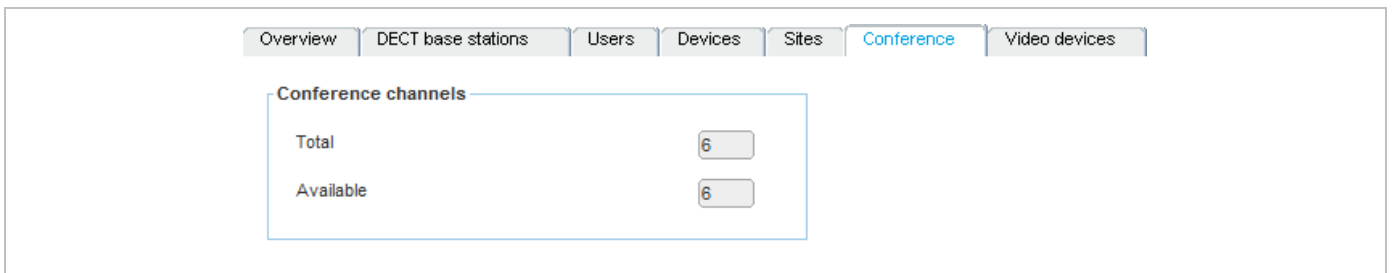 Overview DECT base stations Users Devices Sites Conference Video devices
Conference channels
Total 6
Available 6